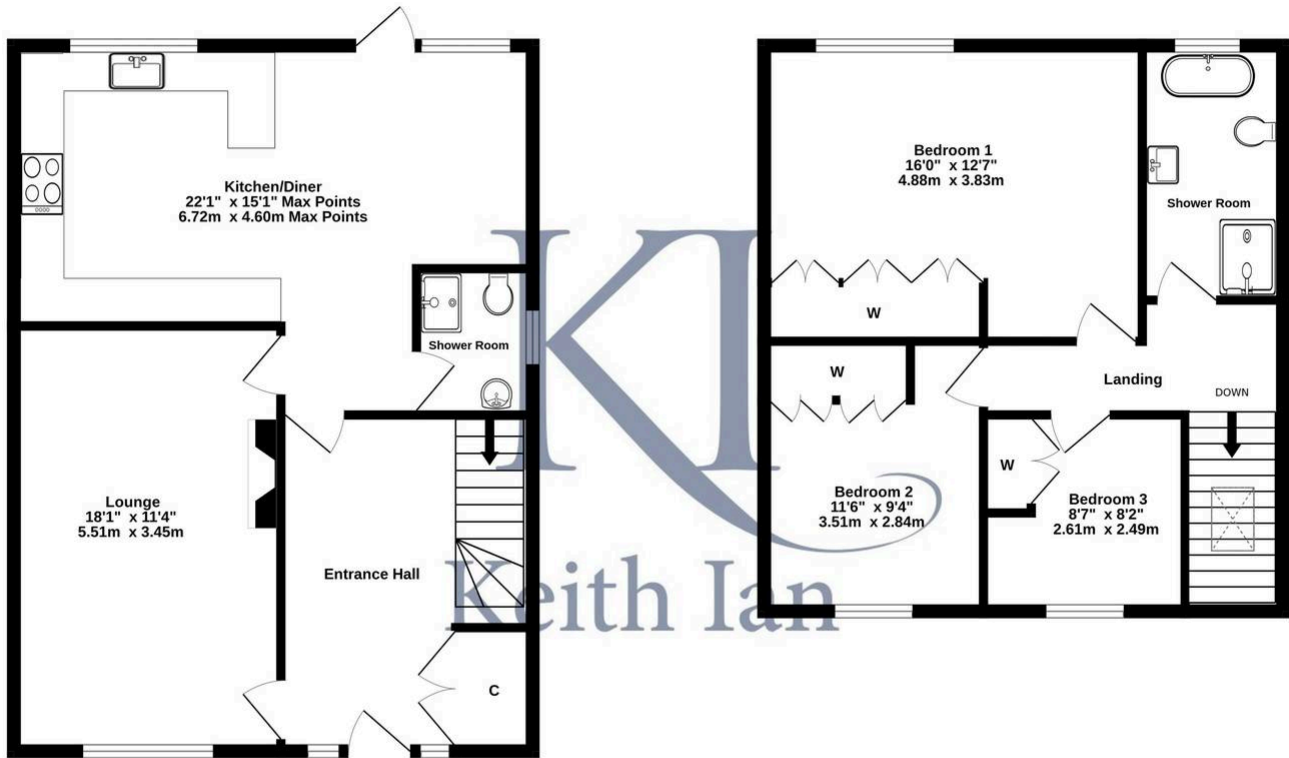 Kitchen/Diner
22'1" x 15'1" Max Points
6.72m x 4.60m Max Points
Shower Room
Lounge
18'1" x 11'4"
5.51m x 3.45m
Entrance Hall
C
Bedroom 1
16'0" x 12'7"
4.88m x 3.83m
Shower Room
W
W
Landing
DOWN
W
Bedroom 2
11'6" x 9'4"
3.51m x 2.84m
Bedroom 3
8'7" x 8'2"
2.61m x 2.49m
KI
Keith Ian